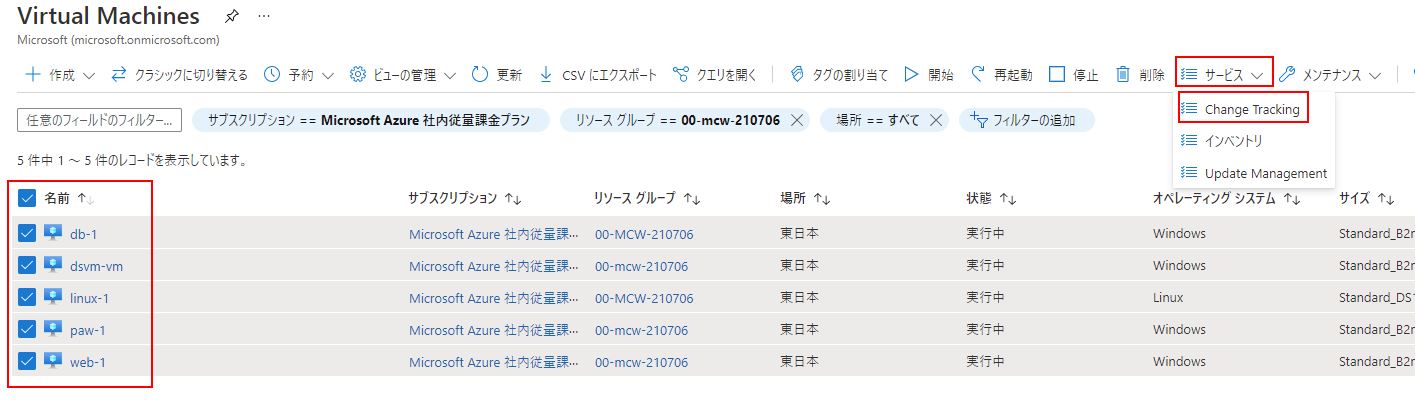 Virtual Machines ...
Microsoft (microsoft.onmicrosoft.com)
作成 クラシックに切り替える 予約 ビューの管理 更新 CSV にエクスポート クエリを開く タグの割り当て 開始 再起動 停止 削除 サービス メンテナンス
Change Tracking
インベントリ
Update Management
任意のフィールドのフィルター... サブスクリプション == Microsoft Azure 社内従量課金プラン リソース グループ == 00-mcw-210706 場所 == すべて フィルターの追加
5 件中 1 ～ 5 件のレコードを表示しています。
名前 サブスクリプション リソース グループ 場所 状態 オペレーティング システム サイズ
db-1 Microsoft Azure 社内従量課... 00-MCW-210706 東日本 実行中 Windows Standard_B2r
dsvm-vm Microsoft Azure 社内従量課... 00-mcw-210706 東日本 実行中 Windows Standard_B2r
linux-1 Microsoft Azure 社内従量課... 00-MCW-210706 東日本 実行中 Linux Standard_DS1
paw-1 Microsoft Azure 社内従量課... 00-mcw-210706 東日本 実行中 Windows Standard_B2r
web-1 Microsoft Azure 社内従量課... 00-mcw-210706 東日本 実行中 Windows Standard_B2r